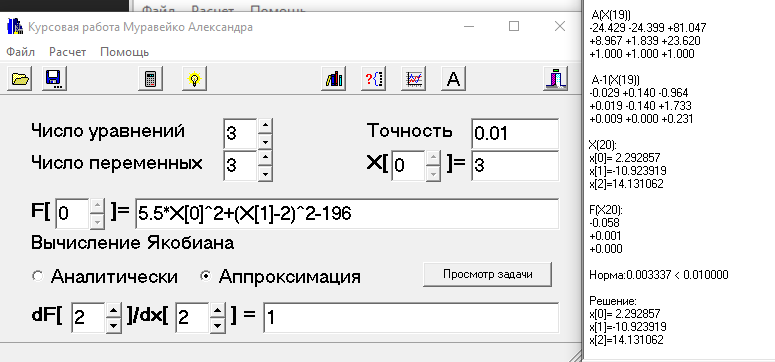 Файл Расчет Помощь
Курсовая работа Муравейко Александра
Файл Расчет Помощь
?{ A
Число уравнений 3 Точность 0.01
Число переменных 3 X[ 0 ]= 3
F[ 0 ]= 5.5*X[0]^2+(X[1]-2)^2-196
Вычисление Якобиана
Аналитически Аппроксимация Просмотр задачи
dF[ 2 ]/dx[ 2 ] = 1
A(X(19))
-24.429 -24.399 +81.047
+8.967 +1.839 +23.620
+1.000 +1.000 +1.000
A-1(X(19))
-0.029 +0.140 -0.964
+0.019 -0.140 +1.733
+0.009 +0.000 +0.231
X(20):
x[0]= 2.292857
x[1]=-10.923919
x[2]=14.131062
F(X20):
-0.058
+0.001
+0.000
Норма:0.003337 < 0.010000
Решение:
x[0]= 2.292857
x[1]=-10.923919
x[2]=14.131062